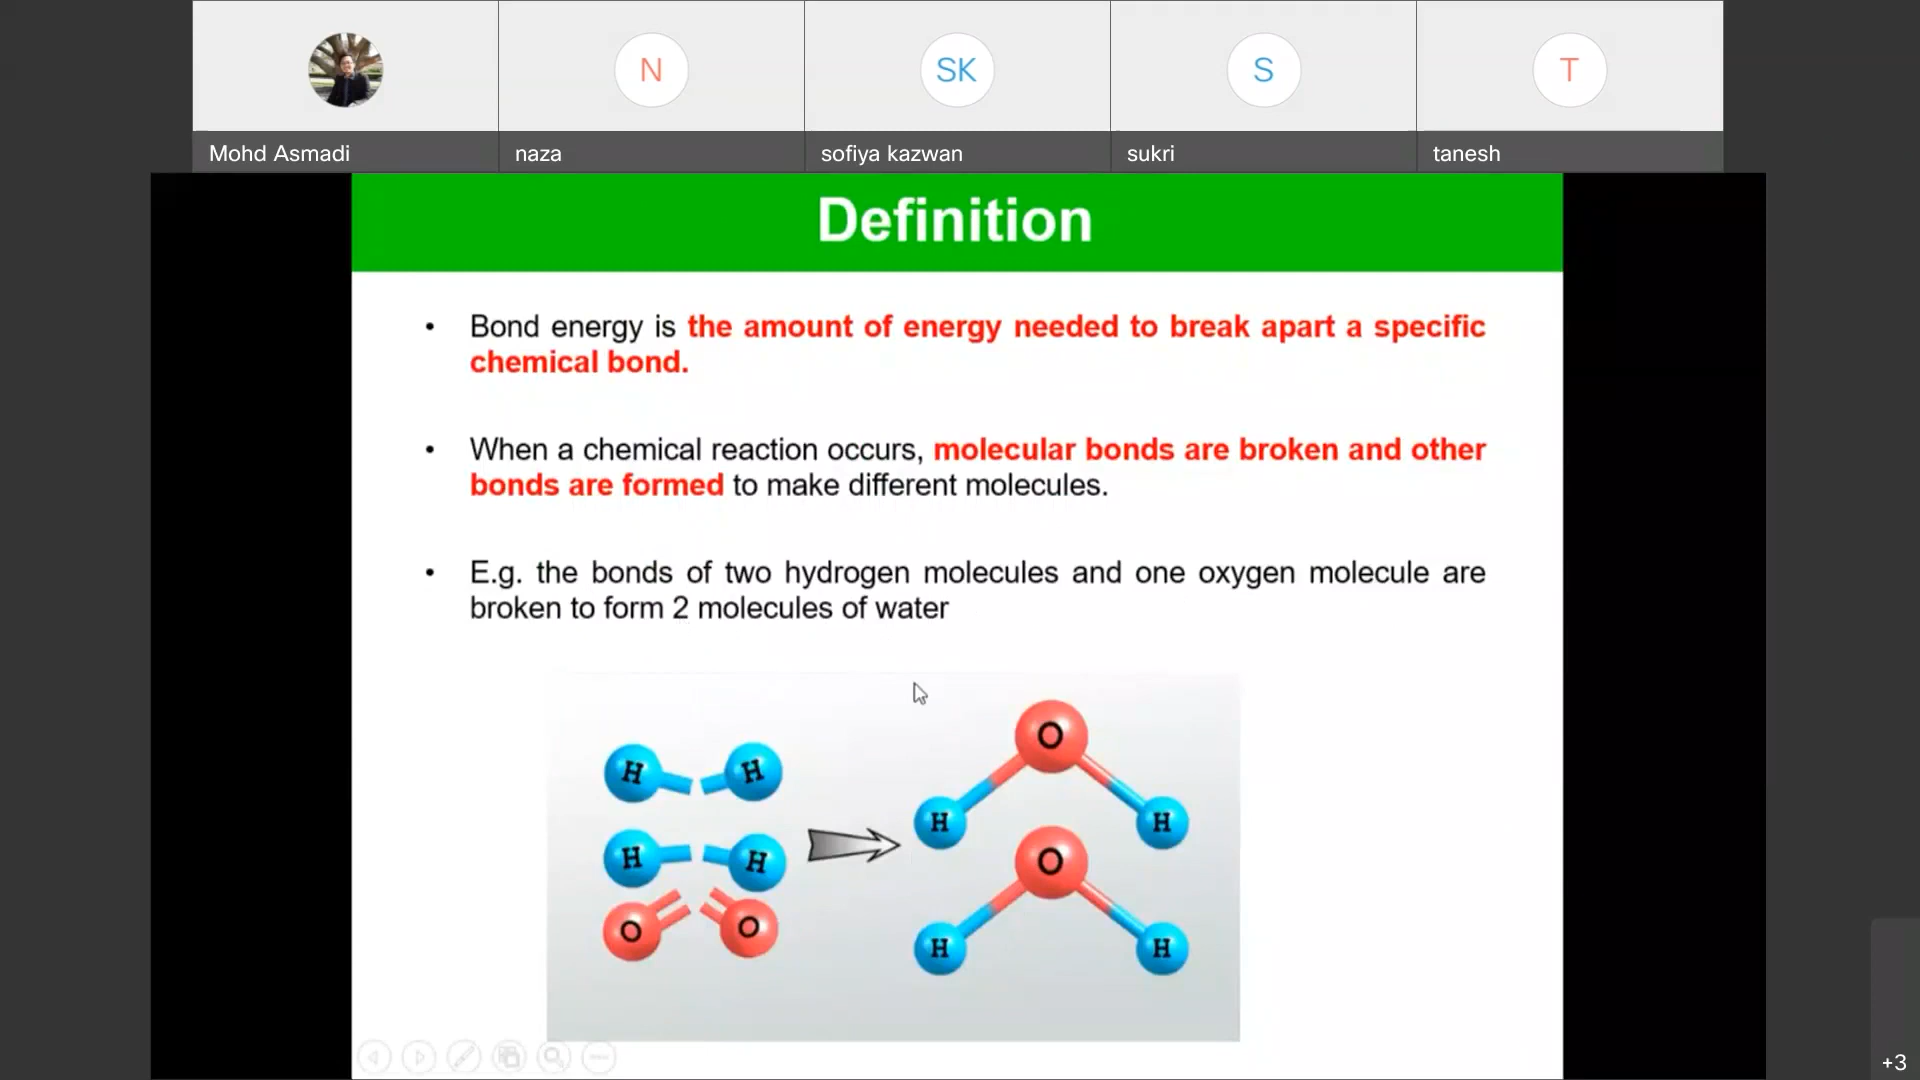 N
SK
S
T
Mohd Asmadi
naza
sofiya kazwan
sukri
tanesh
Definition
• Bond energy is the amount of energy needed to break apart a specific
chemical bond.
• When a chemical reaction occurs, molecular bonds are broken and other
bonds are formed to make different molecules.
• E.g. the bonds of two hydrogen molecules and one oxygen molecule are
broken to form 2 molecules of water
O
H H
H H
O
H H
O O
H H
+3